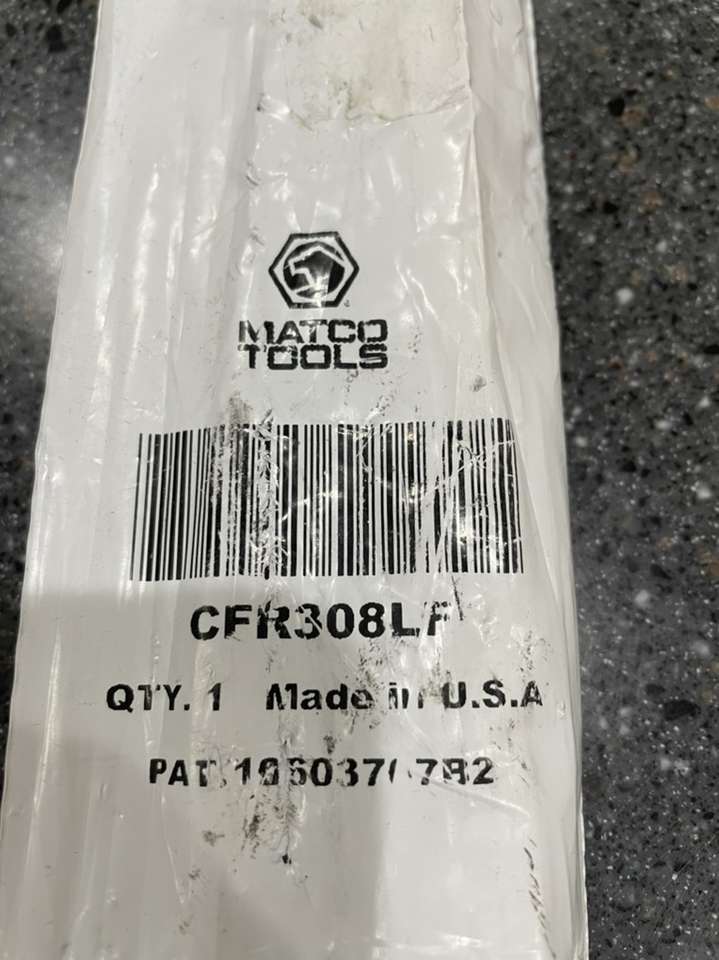 MATCO
TOOLS
CFR308LF
QTY. 1 Made in U.S.A